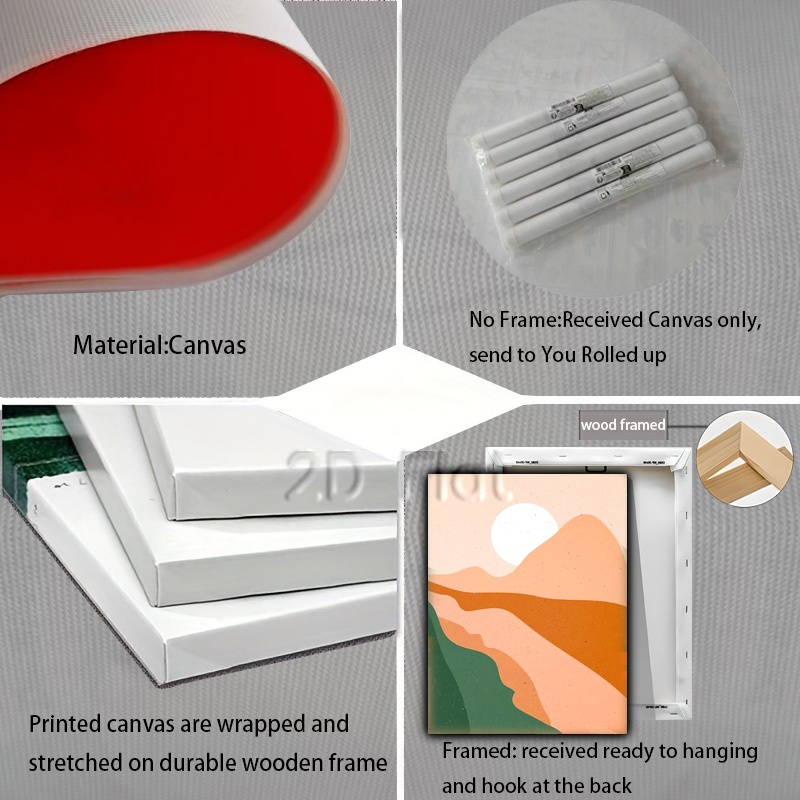 Material:Canvas
No Frame:Received Canvas only,
send to You Rolled up
2D Flat
wood framed
Printed canvas are wrapped and
stretched on durable wooden frame
Framed: received ready to hanging
and hook at the back